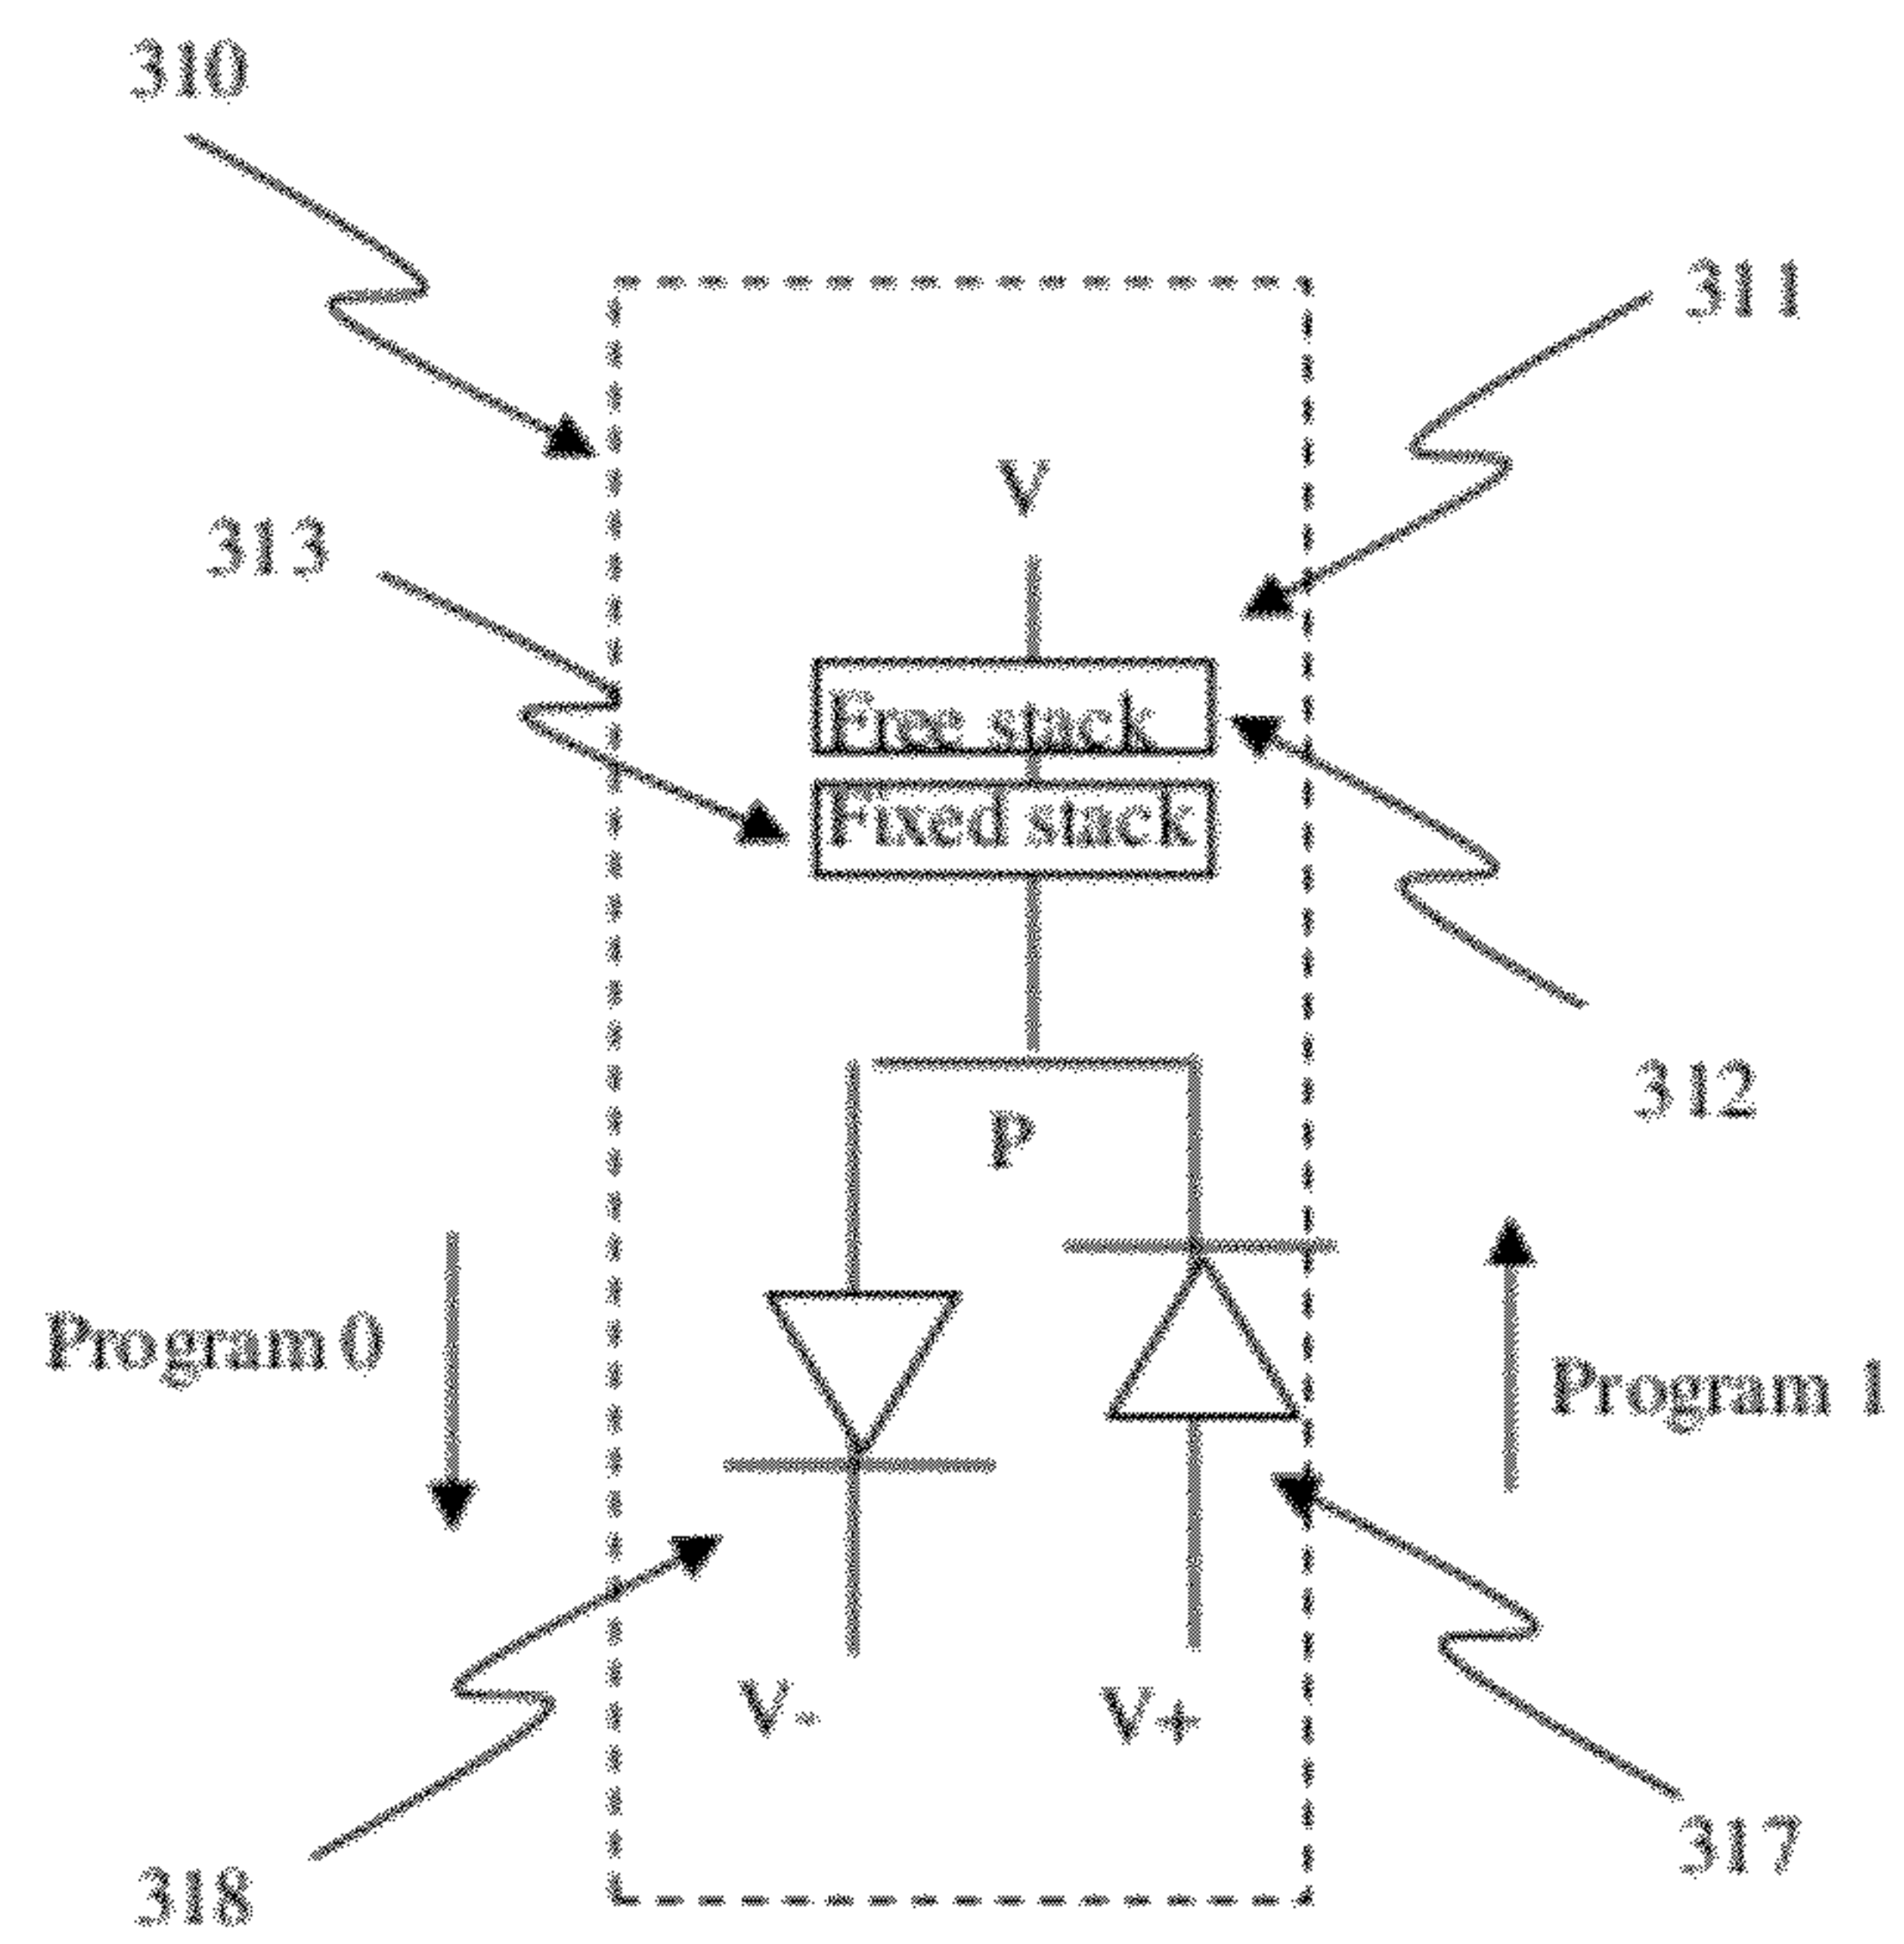 310
311
V
313
Free stack
Fixed stack
312
P
Program 0
Program 1
V-
V+
317
318